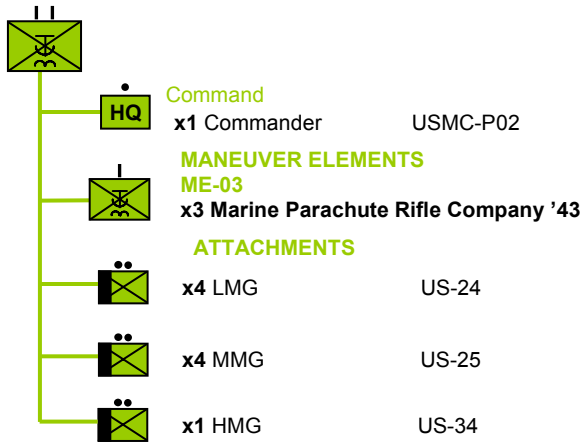 Command
HQ
x1 Commander USMC-P02
MANEUVER ELEMENTS
ME-03
x3 Marine Parachute Rifle Company ’43
ATTACHMENTS
x4 LMG US-24
x4 MMG US-25
x1 HMG US-34